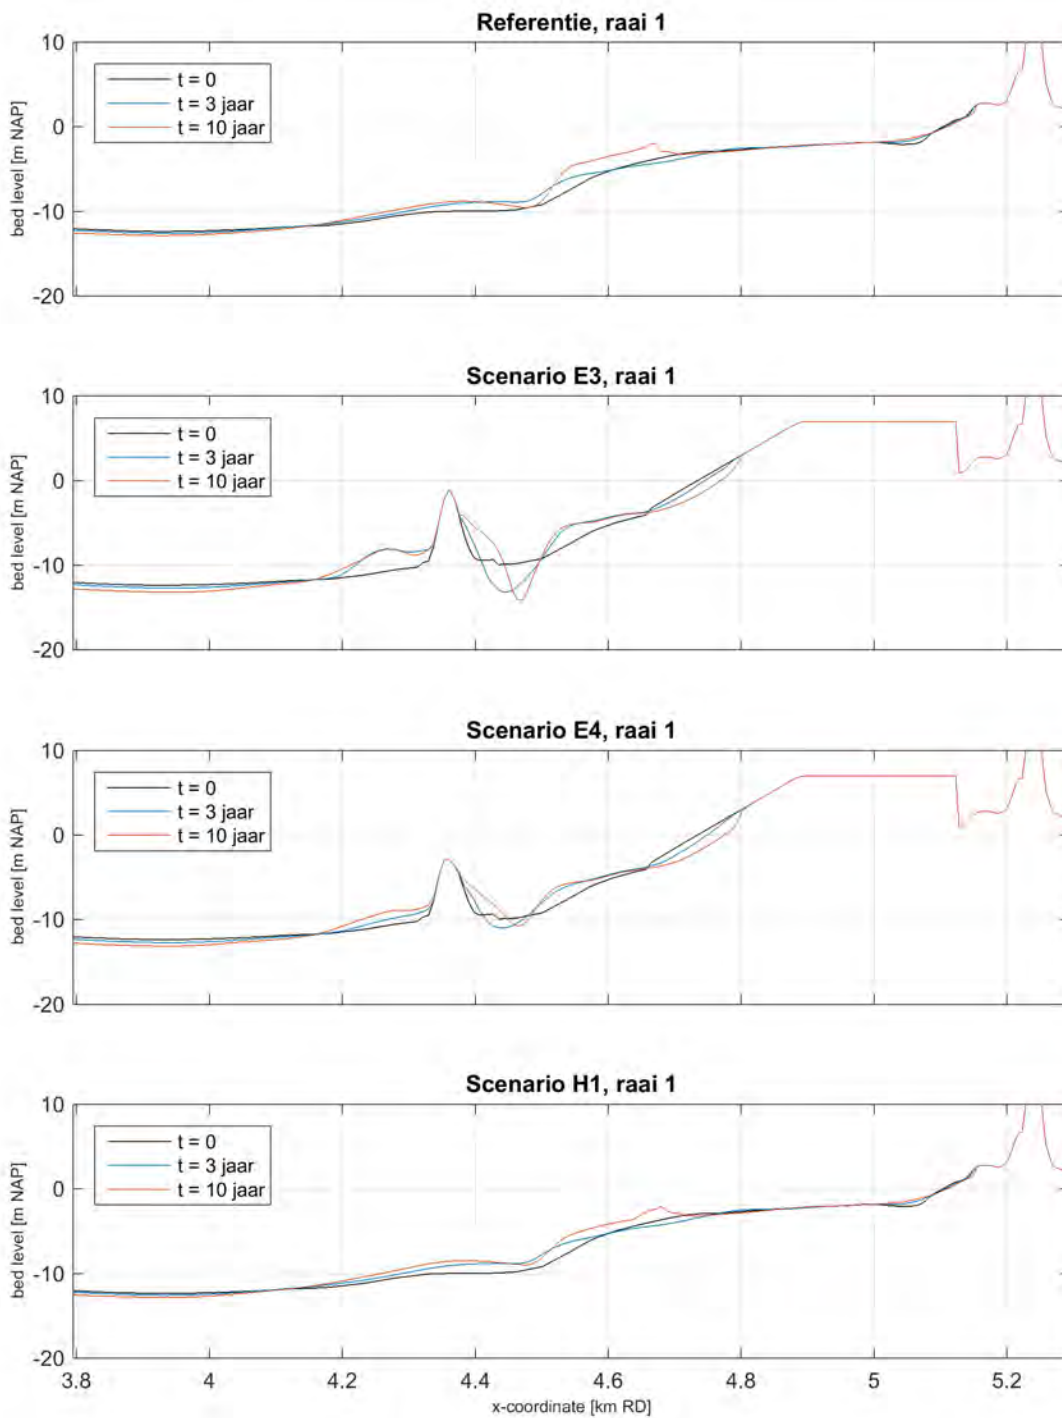 Referentie, raai 1
10
0
-10
-20
bed level [m NAP]
t = 0
t = 3 jaar
t = 10 jaar
Scenario E3, raai 1
10
0
-10
-20
bed level [m NAP]
t = 0
t = 3 jaar
t = 10 jaar
Scenario E4, raai 1
10
0
-10
-20
bed level [m NAP]
t = 0
t = 3 jaar
t = 10 jaar
Scenario H1, raai 1
10
0
-10
-20
bed level [m NAP]
t = 0
t = 3 jaar
t = 10 jaar
3.8 4 4.2 4.4 4.6 4.8 5 5.2
x-coordinate [km RD]